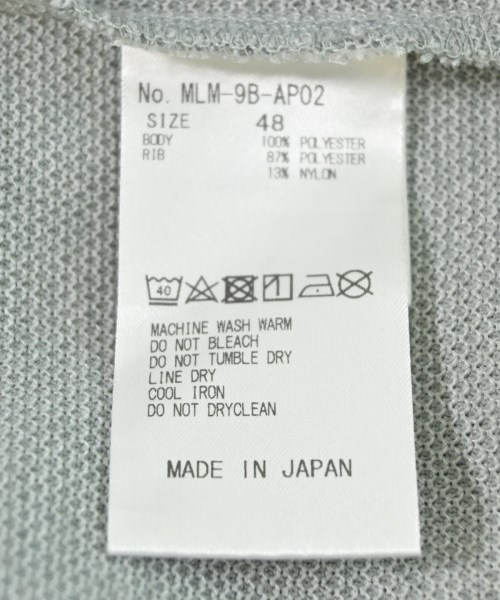 No. MLM-9B-AP02
SIZE 48
BODY 100% POLYESTER
RIB 87% POLYESTER
13% NYLON
40
MACHINE WASH WARM
DO NOT BLEACH
DO NOT TUMBLE DRY
LINE DRY
COOL IRON
DO NOT DRYCLEAN
MADE IN JAPAN